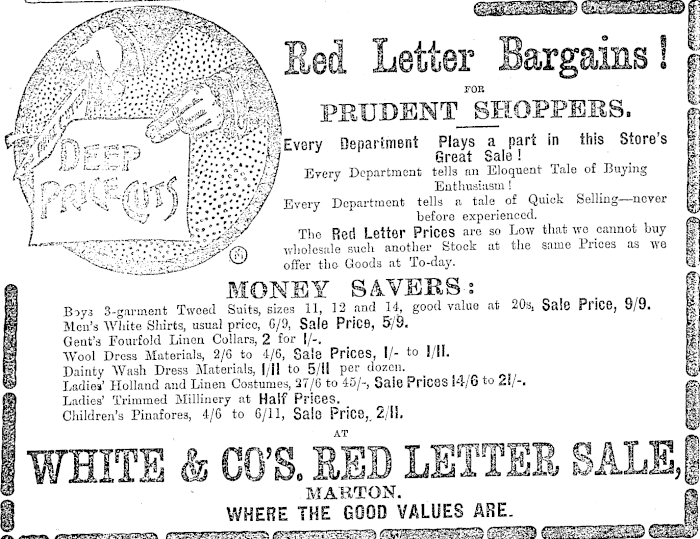 DEEP
PRICE-CUTS
Red Letter Bargains!
FOR
PRUDENT SHOPPERS.
Every Department Plays a part in this Store's
Great Sale!
Every Department tells an Eloquent Tale of Buying
Enthusiasm!
Every Department tells a tale of Quick Selling—never
before experienced.
The Red Letter Prices are so Low that we cannot buy
wholesale such another Stock at the same Prices as we
offer the Goods at To-day.
MONEY SAVERS:
Boys 3-garment Tweed Suits, sizes 11, 12 and 14, good value at 20s, Sale Price, 9/9.
Men's White Shirts, usual price, 6/9, Sale Price, 5/9.
Gent's Fourfold Linen Collars, 2 for 1/-.
Wool Dress Materials, 2/6 to 4/6, Sale Prices, 1/- to 1/11.
Dainty Wash Dress Materials, 1/11 to 5/11 per dozen.
Ladies' Holland and Linen Costumes, 27/6 to 45/-, Sale Prices 14/6 to 21/-.
Ladies' Trimmed Millinery at Half Prices.
Children's Pinafores, 4/6 to 6/11, Sale Price, 2/11.
AT
WHITE & CO'S. RED LETTER SALE,
MARTON.
WHERE THE GOOD VALUES ARE.